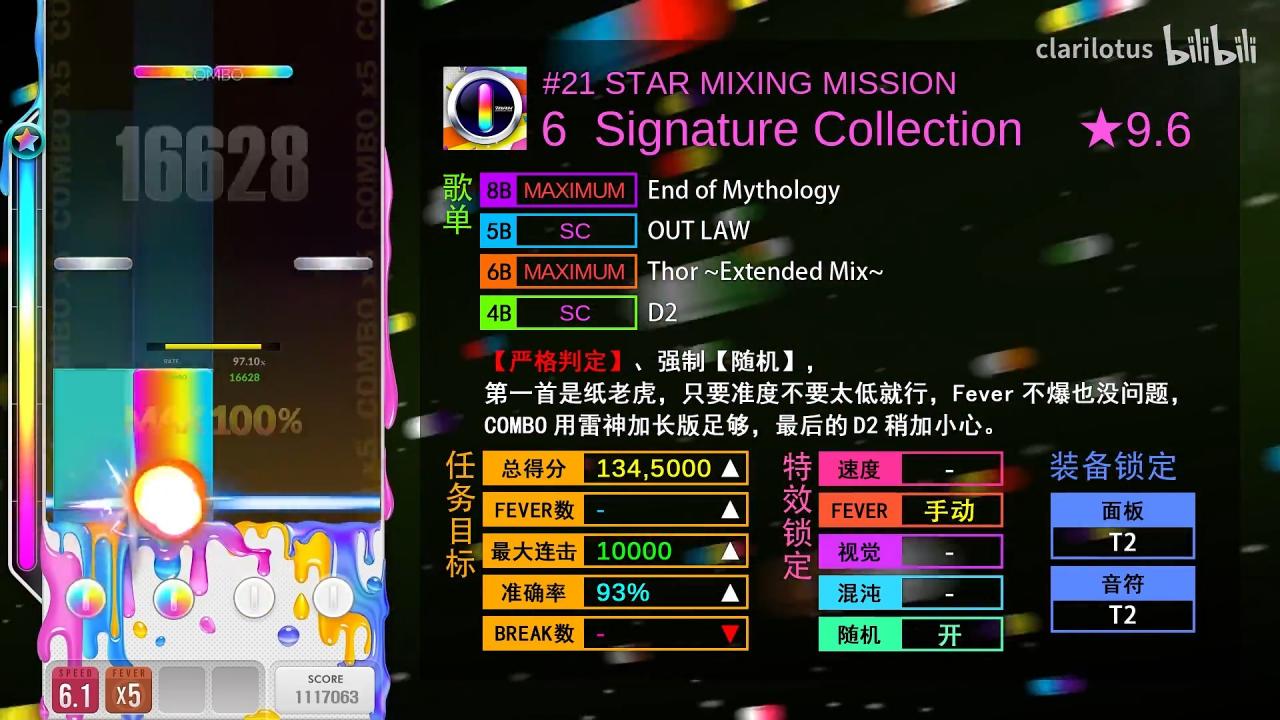 clarilotus bilibili
#21 STAR MIXING MISSION
6 Signature Collection ★9.6
歌单
8B MAXIMUM End of Mythology
5B SC OUT LAW
6B MAXIMUM Thor ~Extended Mix~
4B SC D2
【严格判定】、强制【随机】，
第一首是纸老虎，只要准度不要太低就行，Fever 不爆也没问题，
COMBO 用雷神加长版足够，最后的 D2 稍加小心。
任务目标
总得分 134,5000 ▲
FEVER数 - ▲
最大连击 10000 ▲
准确率 93% ▲
BREAK数 - ▼
特效锁定
速度 -
FEVER 手动
视觉 -
混沌 -
随机 开
装备锁定
面板
T2
音符
T2
COMBO
16628
COMBO x5
COMBO x5
RATE 97.10%
COMBO 16628
MAX 100%
SPEED
6.1
FEVER
x5
SCORE
1117063